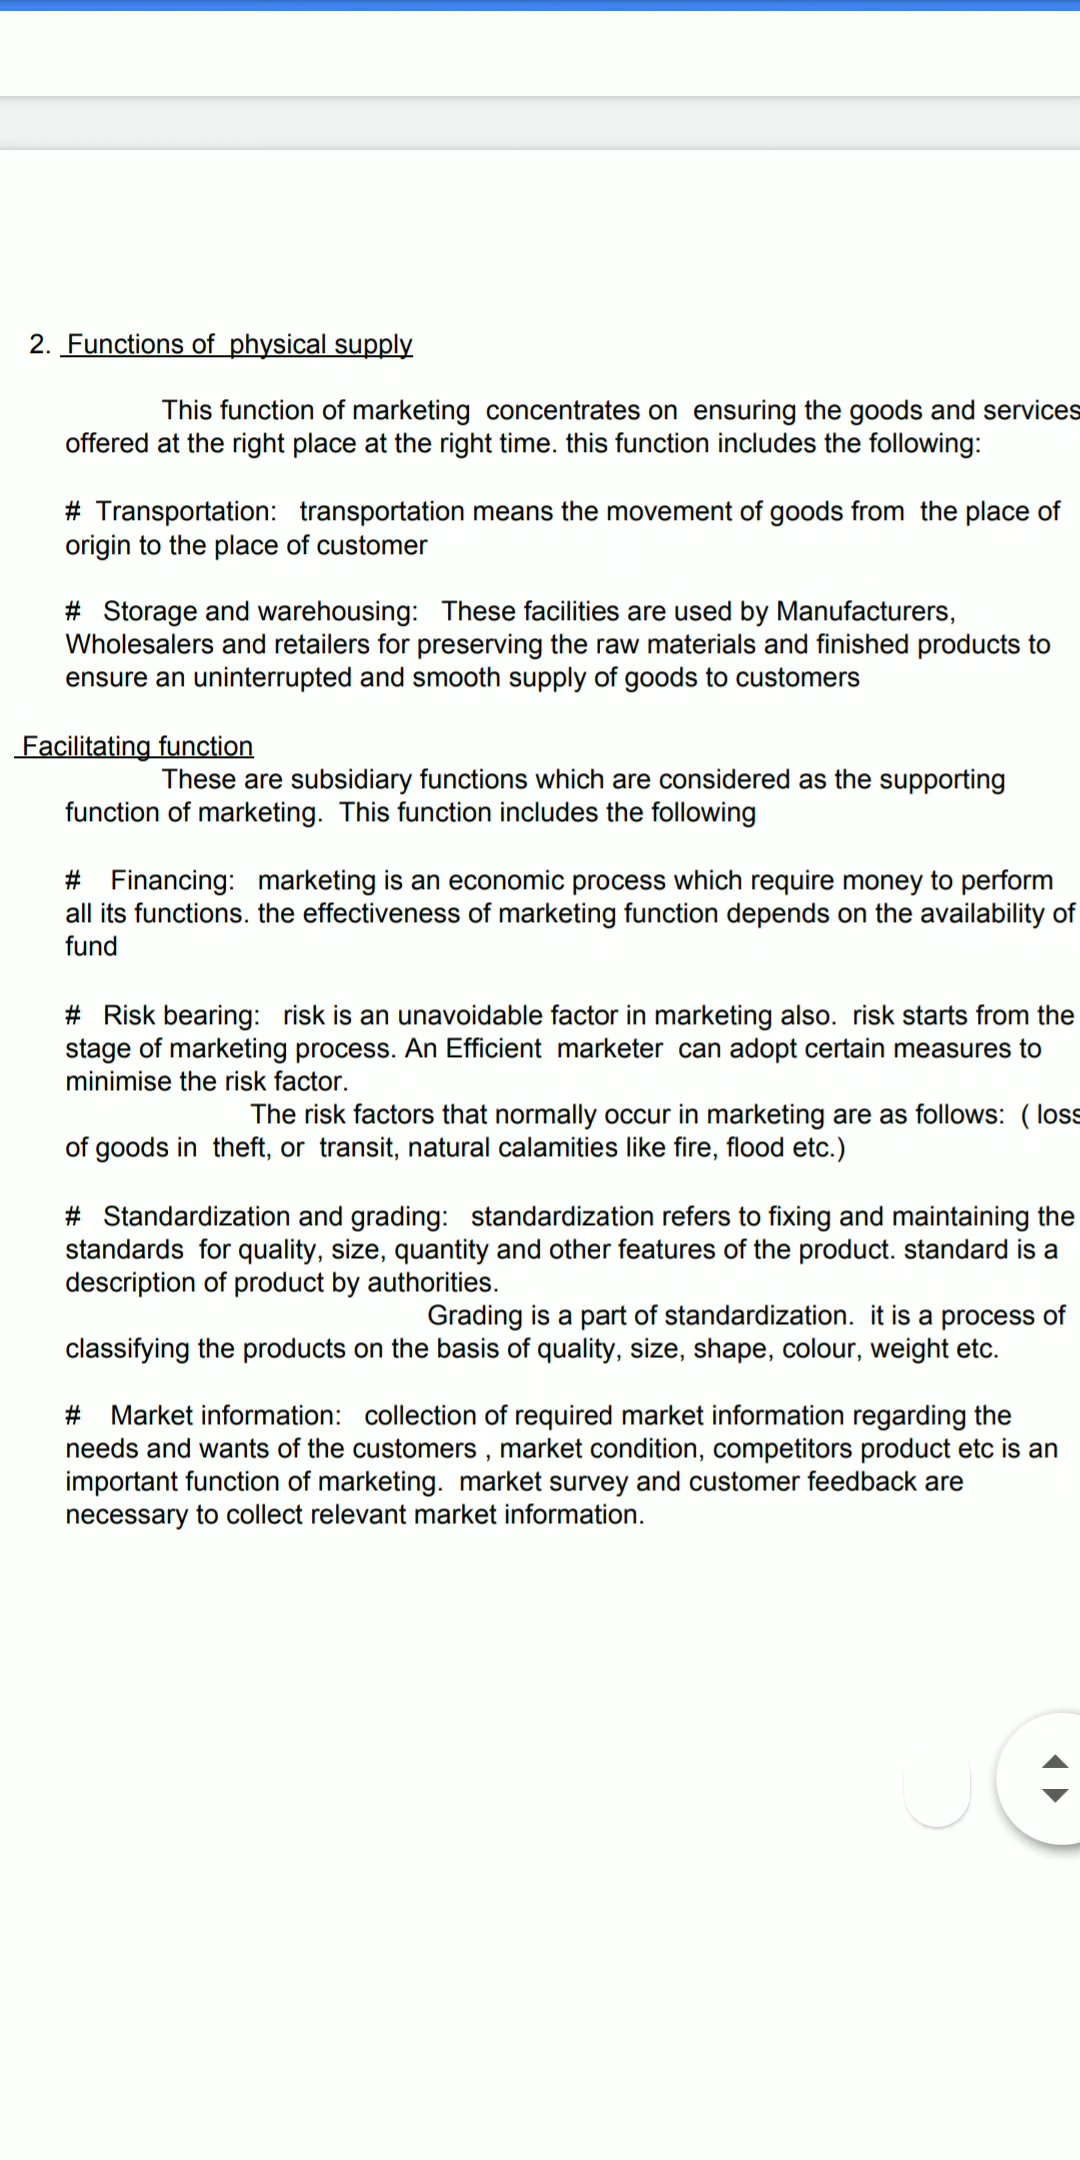 2. Functions of physical supply
This function of marketing concentrates on ensuring the goods and services
offered at the right place at the right time. this function includes the following:
# Transportation: transportation means the movement of goods from the place of
origin to the place of customer
# Storage and warehousing: These facilities are used by Manufacturers,
Wholesalers and retailers for preserving the raw materials and finished products to
ensure an uninterrupted and smooth supply of goods to customers
Facilitating function
These are subsidiary functions which are considered as the supporting
function of marketing. This function includes the following
# Financing: marketing is an economic process which require money to perform
all its functions. the effectiveness of marketing function depends on the availability of
fund
# Risk bearing: risk is an unavoidable factor in marketing also. risk starts from the
stage of marketing process. An Efficient marketer can adopt certain measures to
minimise the risk factor.
The risk factors that normally occur in marketing are as follows: ( loss
of goods in theft, or transit, natural calamities like fire, flood etc.)
# Standardization and grading: standardization refers to fixing and maintaining the
standards for quality, size, quantity and other features of the product. standard is a
description of product by authorities.
Grading is a part of standardization. it is a process of
classifying the products on the basis of quality, size, shape, colour, weight etc.
# Market information: collection of required market information regarding the
needs and wants of the customers , market condition, competitors product etc is an
important function of marketing. market survey and customer feedback are
necessary to collect relevant market information.